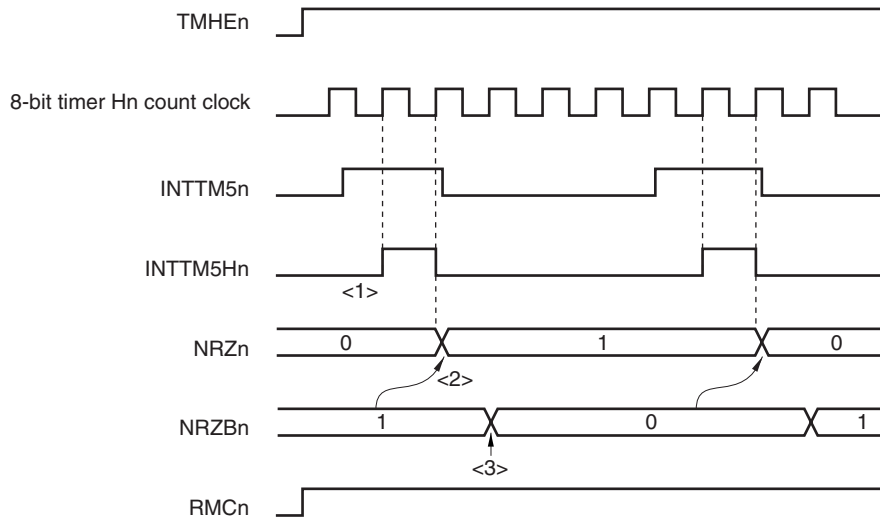 TMHEn
8-bit timer Hn count clock
INTTM5n
INTTM5Hn
<1>
NRZn
0
1
0
<2>
NRZBn
1
0
1
<3>
RMCn